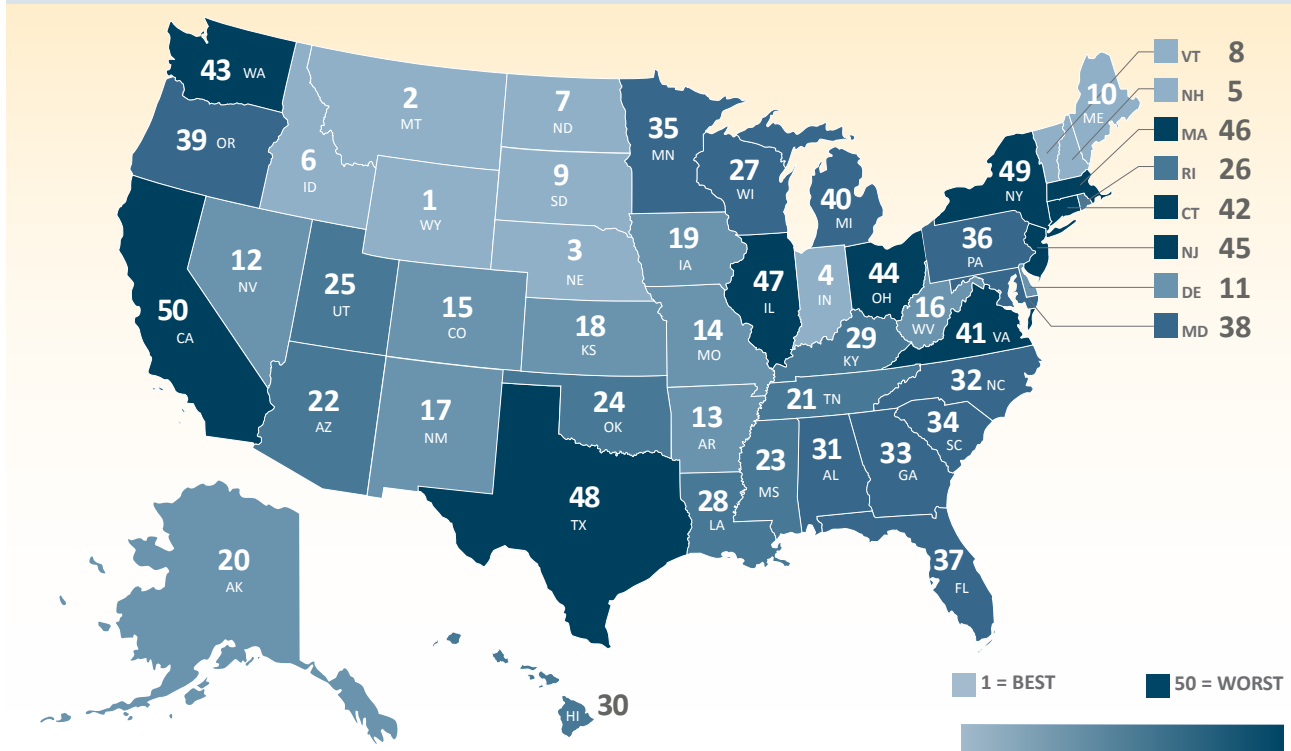 43 WA
2
MT
7
ND
35
MN
10
ME
VT 8
NH 5
MA 46
RI 26
CT 42
NJ 45
DE 11
MD 38
39 OR
6
ID
1
WY
9
SD
27
WI
40
MI
49
NY
36
PA
12
NV
25
UT
15
CO
3
NE
19
IA
47
IL
4
IN
44
OH
16
WV
41 VA
50
CA
18
KS
14
MO
29
KY
32 NC
22
AZ
17
NM
24
OK
13
AR
21 TN
34
SC
23
MS
31
AL
33
GA
48
TX
28
LA
37
FL
20
AK
HI 30
1 = BEST
50 = WORST